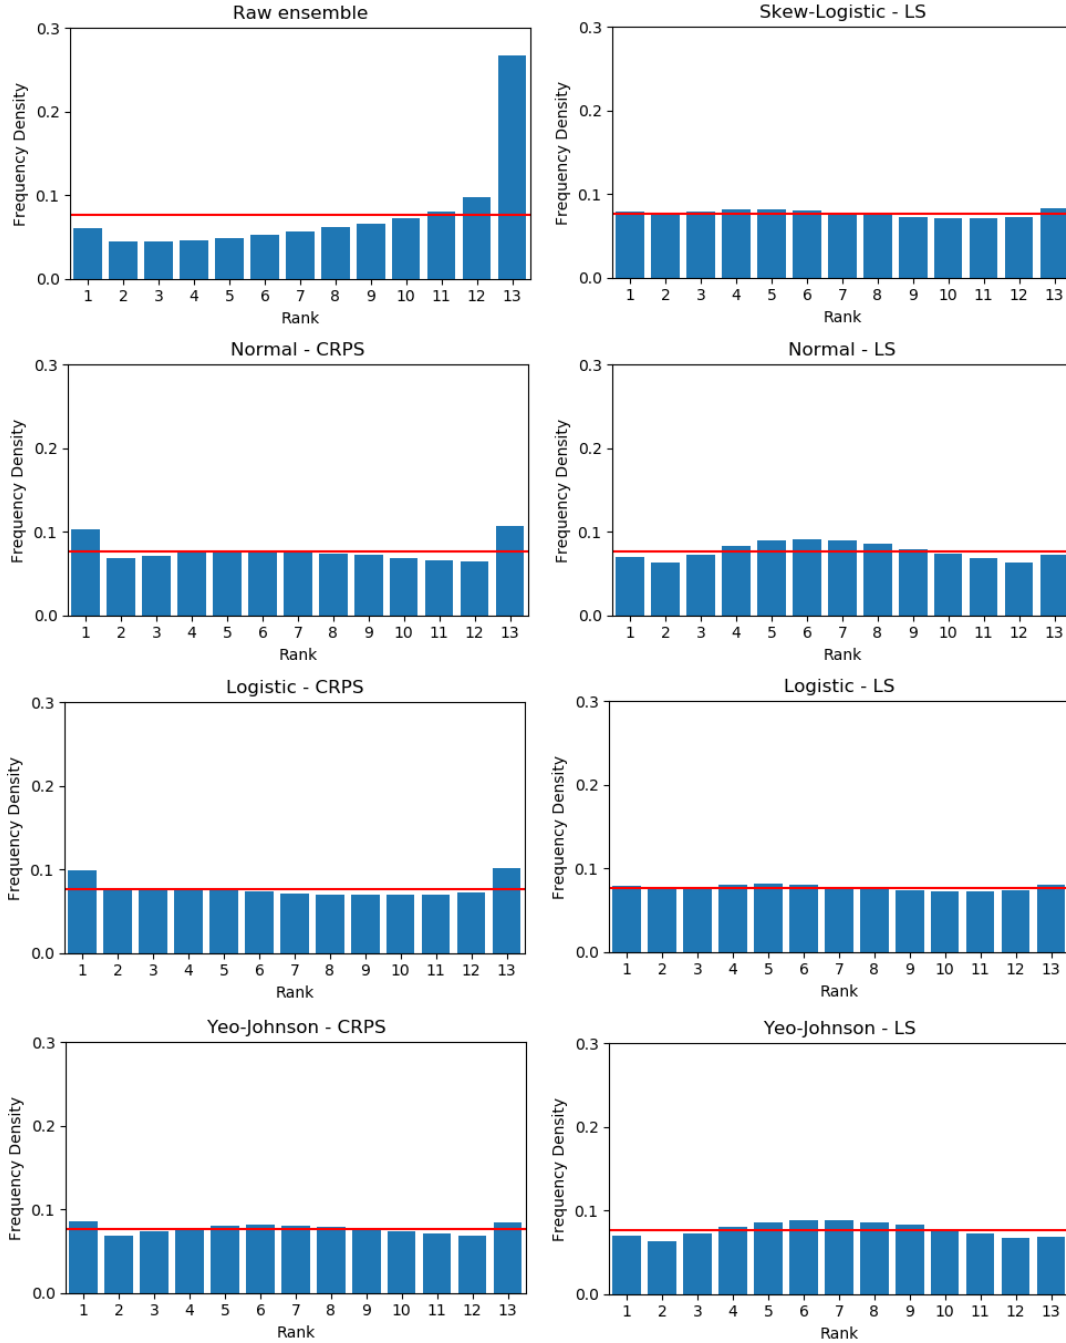 Raw ensemble
0.3
0.2
0.1
0.0
Frequency Density
1 2 3 4 5 6 7 8 9 10 11 12 13
Rank
Skew-Logistic - LS
0.3
0.2
0.1
0.0
Frequency Density
1 2 3 4 5 6 7 8 9 10 11 12 13
Rank
Normal - CRPS
0.3
0.2
0.1
0.0
Frequency Density
1 2 3 4 5 6 7 8 9 10 11 12 13
Rank
Normal - LS
0.3
0.2
0.1
0.0
Frequency Density
1 2 3 4 5 6 7 8 9 10 11 12 13
Rank
Logistic - CRPS
0.3
0.2
0.1
0.0
Frequency Density
1 2 3 4 5 6 7 8 9 10 11 12 13
Rank
Logistic - LS
0.3
0.2
0.1
0.0
Frequency Density
1 2 3 4 5 6 7 8 9 10 11 12 13
Rank
Yeo-Johnson - CRPS
0.3
0.2
0.1
0.0
Frequency Density
1 2 3 4 5 6 7 8 9 10 11 12 13
Rank
Yeo-Johnson - LS
0.3
0.2
0.1
0.0
Frequency Density
1 2 3 4 5 6 7 8 9 10 11 12 13
Rank